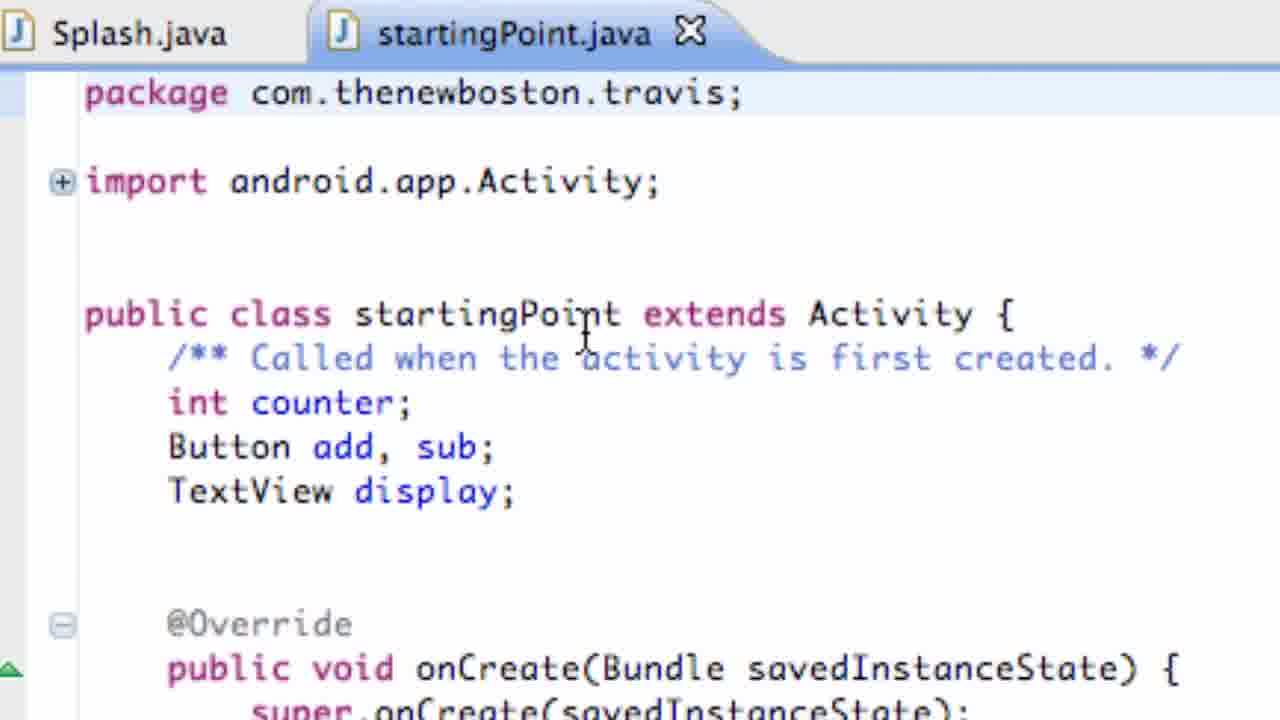 Splash.java startingPoint.java
package com.thenewboston.travis;
import android.app.Activity;
public class startingPoint extends Activity {
/** Called when the activity is first created. */
int counter;
Button add, sub;
TextView display;
@Override
public void onCreate(Bundle savedInstanceState) {
super.onCreate(savedInstanceState);